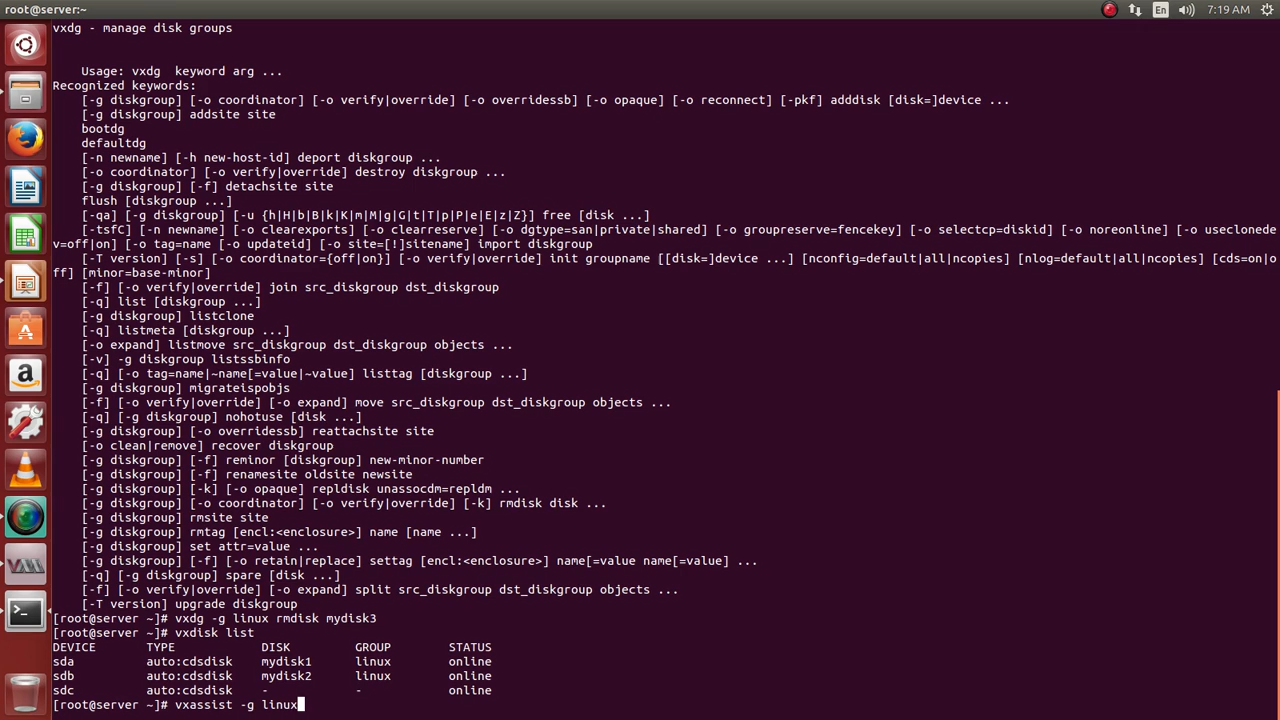 root@server:~
En
7:19 AM
vxdg - manage disk groups
Usage: vxdg  keyword arg ...
Recognized keywords:
[-g diskgroup] [-o coordinator] [-o verify|override] [-o overridessb] [-o opaque] [-o reconnect] [-pkf] adddisk [disk=]device ...
[-g diskgroup] addsite site
bootdg
defaultdg
[-n newname] [-h new-host-id] deport diskgroup ...
[-o coordinator] [-o verify|override] destroy diskgroup ...
[-g diskgroup] [-f] detachsite site
flush [diskgroup ...]
[-qa] [-g diskgroup] [-u {h|H|b|B|k|K|m|M|g|G|t|T|p|P|e|E|z|Z}] free [disk ...]
[-tsfC] [-n newname] [-o clearexports] [-o clearreserve] [-o dgtype=san|private|shared] [-o groupreserve=fencekey] [-o selectcp=diskid] [-o noreonline] [-o useclonede
v=off|on] [-o tag=name] [-o updateid] [-o site=[!]sitename] import diskgroup
[-T version] [-s] [-o coordinator={off|on}] [-o verify|override] init groupname [[disk=]device ...] [nconfig=default|all|ncopies] [nlog=default|all|ncopies] [cds=on|o
ff] [minor=base-minor]
[-f] [-o verify|override] join src_diskgroup dst_diskgroup
[-q] list [diskgroup ...]
[-g diskgroup] listclone
[-q] listmeta [diskgroup ...]
[-o expand] listmove src_diskgroup dst_diskgroup objects ...
[-v] -g diskgroup listssbinfo
[-q] [-o tag=name|~name[=value|~value] listtag [diskgroup ...]
[-g diskgroup] migrateispobjs
[-f] [-o verify|override] [-o expand] move src_diskgroup dst_diskgroup objects ...
[-q] [-g diskgroup] nohotuse [disk ...]
[-g diskgroup] [-o overridessb] reattachsite site
[-o clean|remove] recover diskgroup
[-g diskgroup] [-f] reminor [diskgroup] new-minor-number
[-g diskgroup] [-f] renamesite oldsite newsite
[-g diskgroup] [-k] [-o opaque] repldisk unassocdm=repldm ...
[-g diskgroup] [-o coordinator] [-o verify|override] [-k] rmdisk disk ...
[-g diskgroup] rmsite site
[-g diskgroup] rmtag [encl:<enclosure>] name [name ...]
[-g diskgroup] set attr=value ...
[-g diskgroup] [-f] [-o retain|replace] settag [encl:<enclosure>] name[=value name[=value] ...
[-q] [-g diskgroup] spare [disk ...]
[-f] [-o verify|override] [-o expand] split src_diskgroup dst_diskgroup objects ...
[-T version] upgrade diskgroup
[root@server ~]# vxdg -g linux rmdisk mydisk3
[root@server ~]# vxdisk list
DEVICE       TYPE            DISK         GROUP        STATUS
sda          auto:cdsdisk    mydisk1      linux        online
sdb          auto:cdsdisk    mydisk2      linux        online
sdc          auto:cdsdisk    -            -            online
[root@server ~]# vxassist -g linux